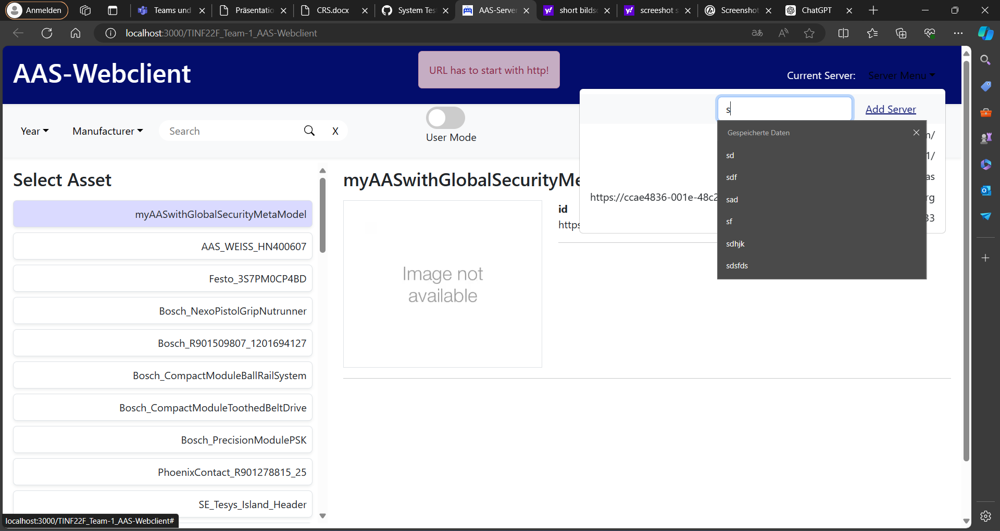 Anmelden
Teams und
Präsentatio
CRS.docx
System Tes
AAS-Server
short bilds
screeshot s
Screenshot
ChatGPT
localhost:3000/TINF22F_Team-1_AAS-Webclient
AAS-Webclient
URL has to start with http!
Current Server:
Server Menu
s
Add Server
Year
Manufacturer
Search
X
User Mode
Gespeicherte Daten
sd
sdf
sad
sf
sdhjk
sdsfds
n/
1/
as
https://ccae4836-001e-48c2
rg
33
Select Asset
myAASwithGlobalSecurityMetaModel
AAS_WEISS_HN400607
Festo_3S7PM0CP4BD
Bosch_NexoPistolGripNutrunner
Bosch_R901509807_1201694127
Bosch_CompactModuleBallRailSystem
Bosch_CompactModuleToothedBeltDrive
Bosch_PrecisionModulePSK
PhoenixContact_R901278815_25
SE_Tesys_Island_Header
myAASwithGlobalSecurityMe
Image not
available
id
https
localhost:3000/TINF22F_Team-1_AAS-Webclient#